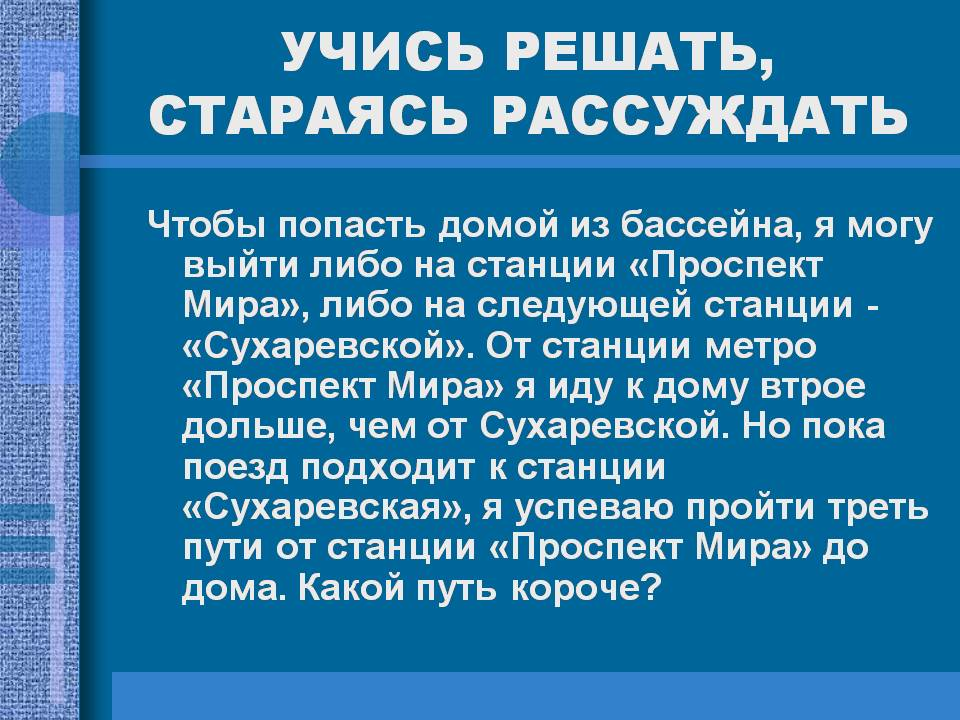 УЧИСЬ РЕШАТЬ,
СТАРАЯСЬ РАССУЖДАТЬ
Чтобы попасть домой из бассейна, я могу
выйти либо на станции «Проспект
Мира», либо на следующей станции -
«Сухаревской». От станции метро
«Проспект Мира» я иду к дому втрое
дольше, чем от Сухаревской. Но пока
поезд подходит к станции
«Сухаревская», я успеваю пройти треть
пути от станции «Проспект Мира» до
дома. Какой путь короче?